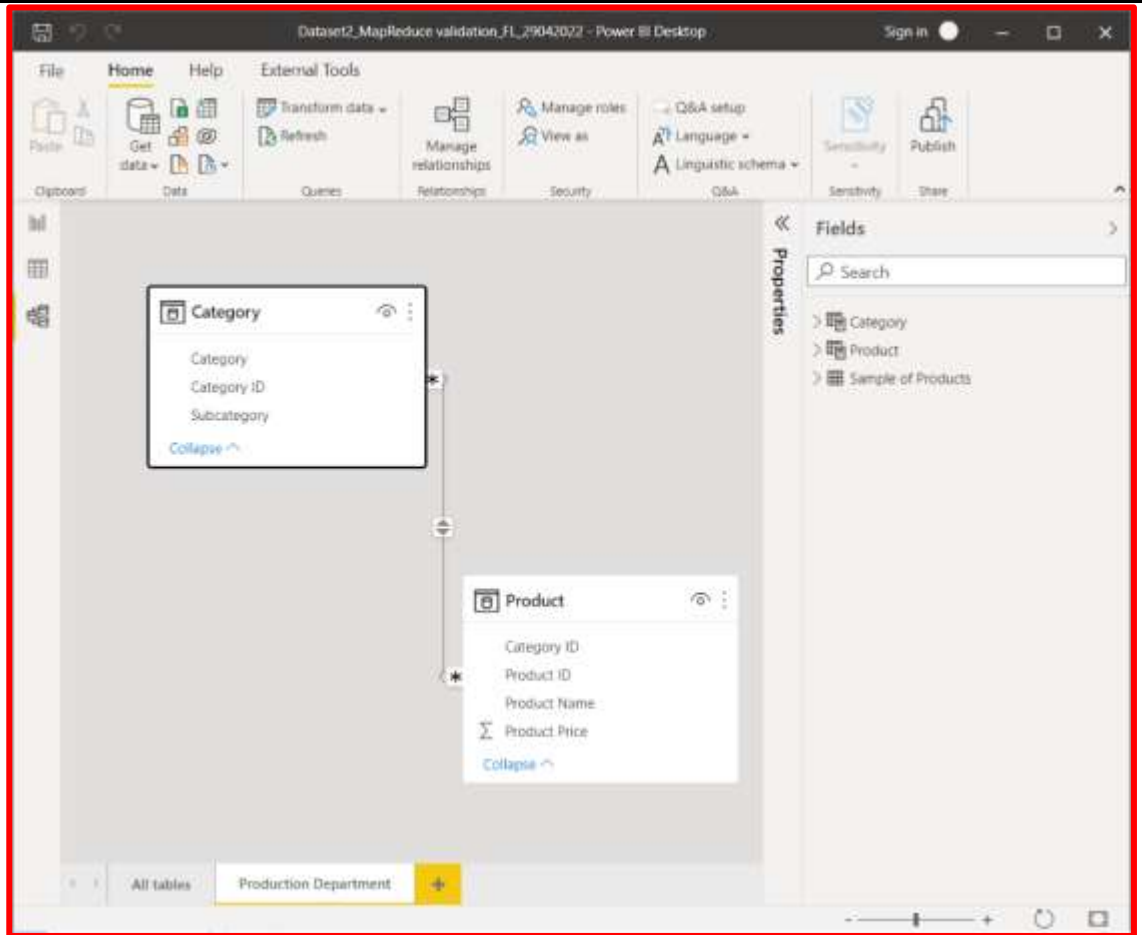 Dataset2_MapReduce validation_FL_29042022 - Power BI Desktop
Sign in
File Home Help External Tools
Paste
Get data
Transform data
Refresh
Manage relationships
Manage roles
View as
Q&A setup
Language
Linguistic schema
Sensitivity
Publish
Clipboard Data Queries Relationships Security Q&A Sensitivity Share
Properties
Fields
Search
Category
Product
Sample of Products
Category
Category
Category ID
Subcategory
Collapse
Product
Category ID
Product ID
Product Name
Σ Product Price
Collapse
All tables Production Department +
- +